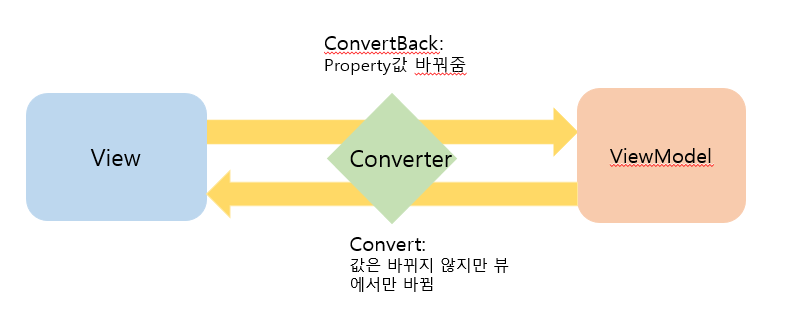 ConvertBack:
Property값 바꿔줌
View
Converter
ViewModel
Convert:
값은 바뀌지 않지만 뷰
에서만 바뀜